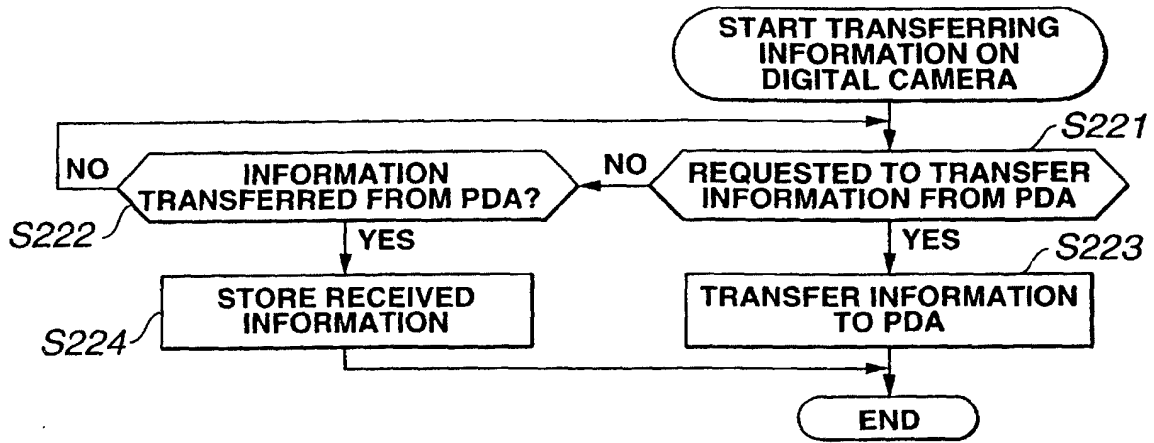 START TRANSFERRING
INFORMATION ON
DIGITAL CAMERA
S221
REQUESTED TO TRANSFER
INFORMATION FROM PDA
NO
INFORMATION
TRANSFERRED FROM PDA?
NO
S222
YES
YES
S223
TRANSFER INFORMATION
TO PDA
STORE RECEIVED
INFORMATION
S224
END